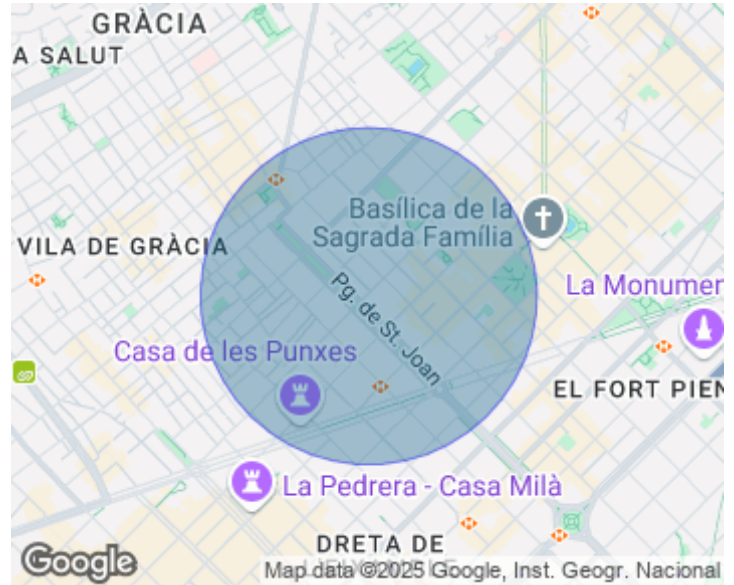 GRÀCIA
A SALUT
Basílica de la
Sagrada Família
VILA DE GRÀCIA
La Monumen
Pg. de St. Joan
Casa de les Punxes
EL FORT PIEN
La Pedrera - Casa Milà
DRETA DE
Google
Map data ©2025 Google, Inst. Geogr. Nacional